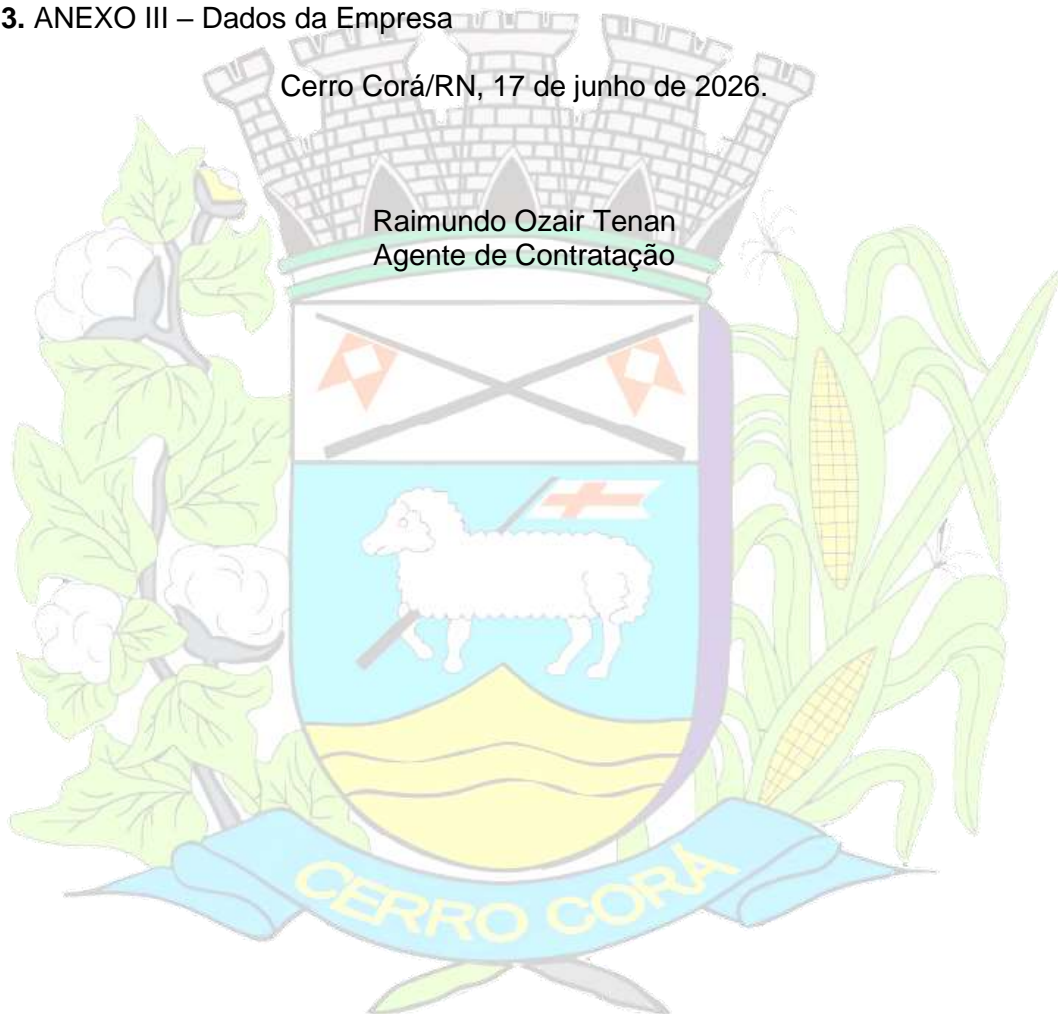 3. ANEXO III – Dados da Empresa
Cerro Corá/RN, 17 de junho de 2026.
Raimundo Ozair Tenan
Agente de Contratação
CERRO CORÁ